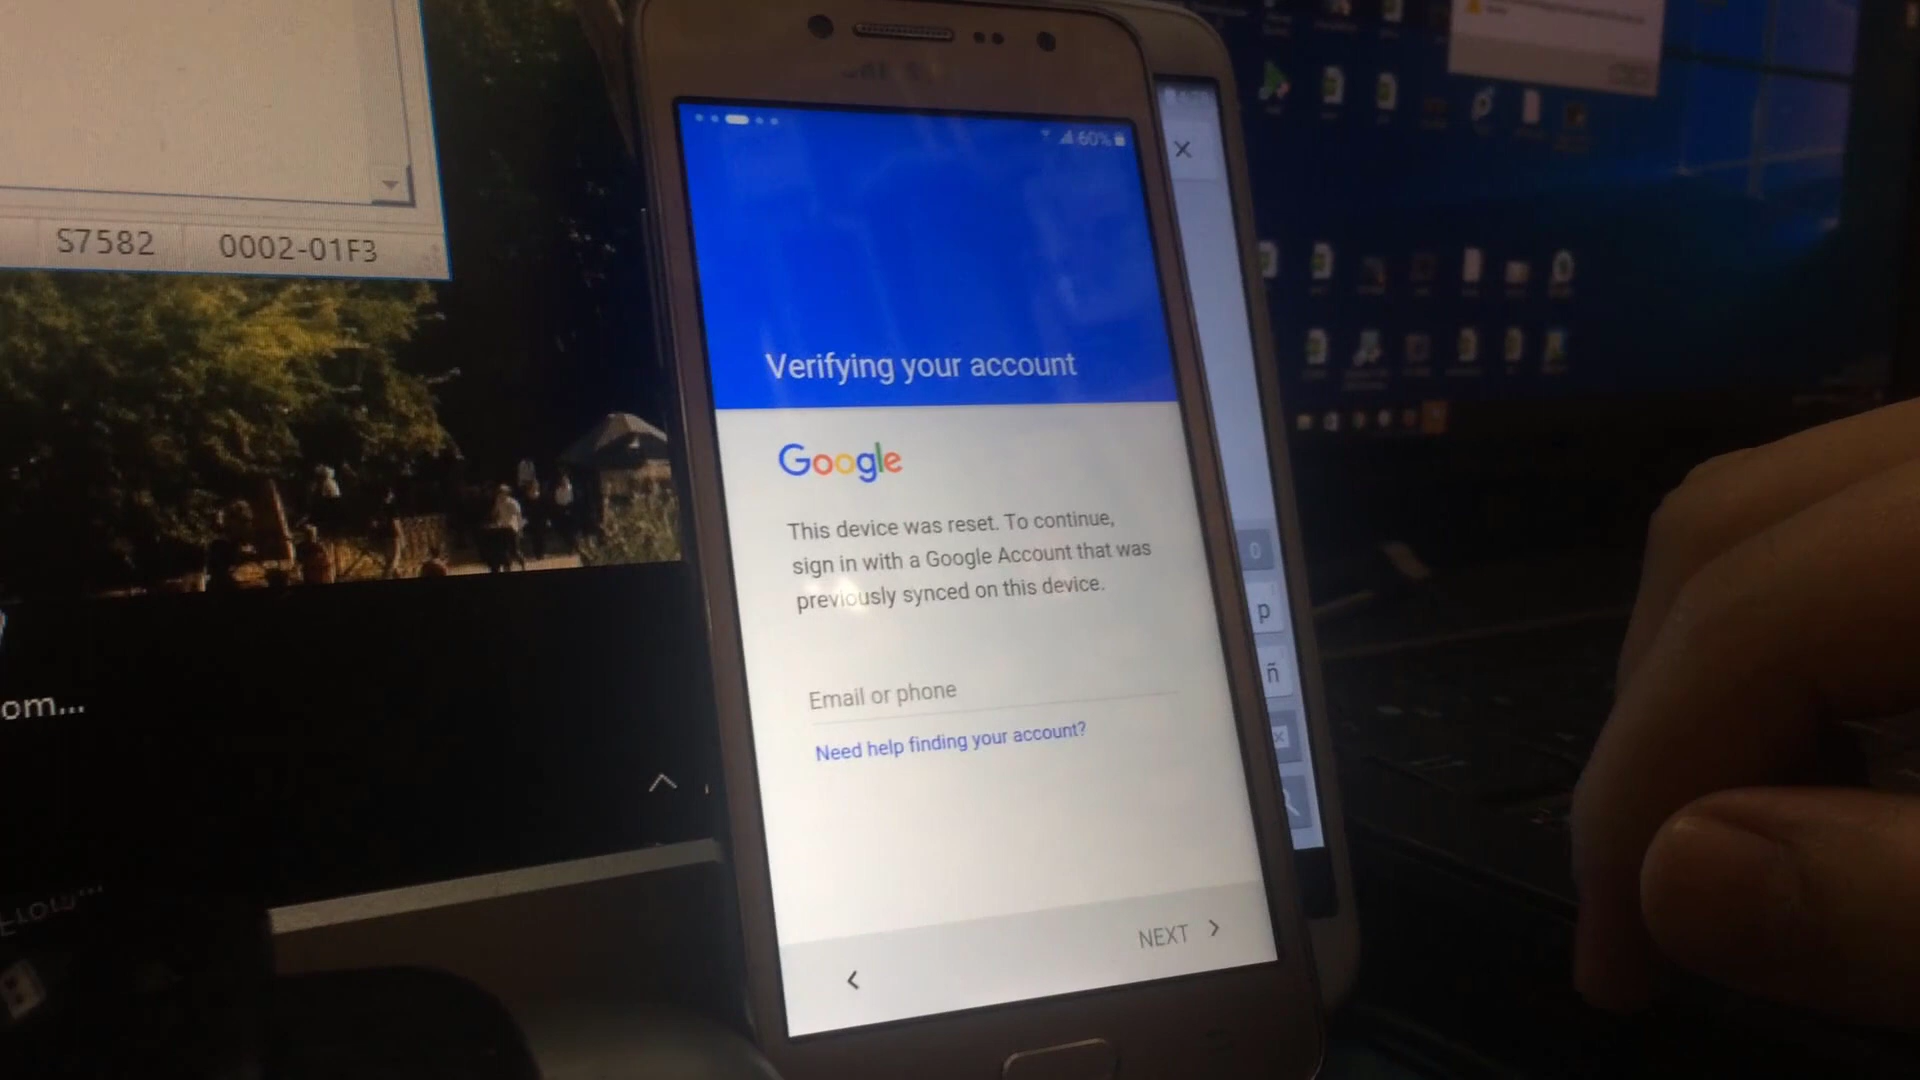 S7582 0002-01F3
om...
60%
Verifying your account
Google
This device was reset. To continue,
sign in with a Google Account that was
previously synced on this device.
Email or phone
Need help finding your account?
NEXT
0
p
ñ